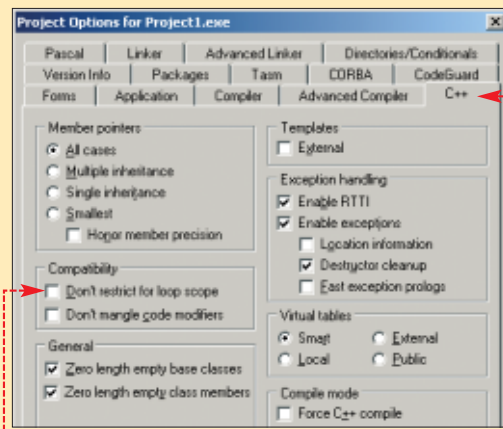 Project Options for Project1.exe
Pascal Linker Advanced Linker Directories/Conditionals
Version Info Packages Tasm CORBA CodeGuard
Forms Application Compiler Advanced Compiler C++
Member pointers
All cases
Multiple inheritance
Single inheritance
Smallest
Honor member precision
Compatibility
Don't restrict for loop scope
Don't mangle code modifiers
General
Zero length empty base classes
Zero length empty class members
Templates
External
Exception handling
Enable RTTI
Enable exceptions
Location information
Destructor cleanup
Fast exception prologs
Virtual tables
Smart External
Local Public
Compile mode
Force C++ compile